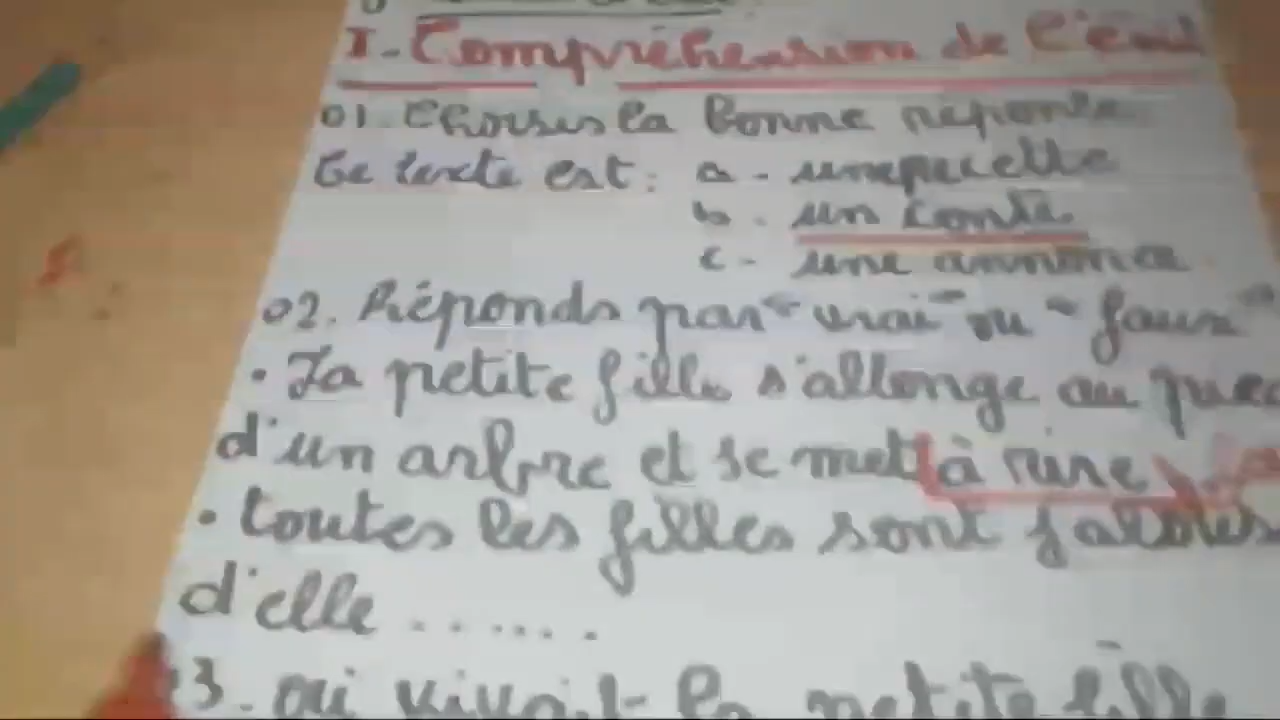 I - Compréhension de l'écrit
01. Choisis la bonne réponse
Le texte est : a - une recette
b - un conte
c - une annonce
02. Réponds par "vrai" ou "faux"
• La petite fille s'allonge au pied
d'un arbre et se met à rire
• toutes les filles sont jalouses
d'elle ......
03. où vivait la petite fille